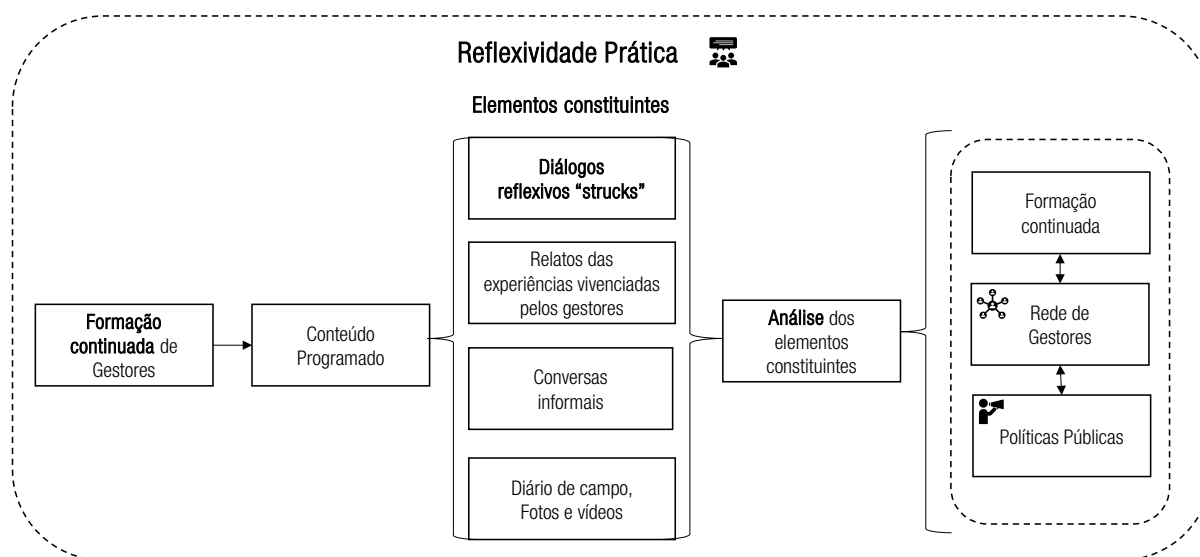 Reflexividade Prática
Elementos constituintes
Formação
continuada de
Gestores
Conteúdo
Programado
Diálogos
reflexivos “strucks”
Relatos das
experiências vivenciadas
pelos gestores
Conversas
informais
Diário de campo,
Fotos e vídeos
Análise dos
elementos
constituintes
Formação
continuada
Rede de
Gestores
Políticas Públicas